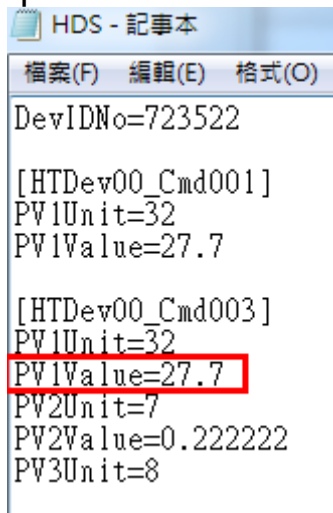 HDS - 記事本
檔案(F) 編輯(E) 格式(O)
DevIDNo=723522
[HTDev00_Cmd001]
PV1Unit=32
PV1Value=27.7
[HTDev00_Cmd003]
PV1Unit=32
PV1Value=27.7
PV2Unit=7
PV2Value=0.222222
PV3Unit=8